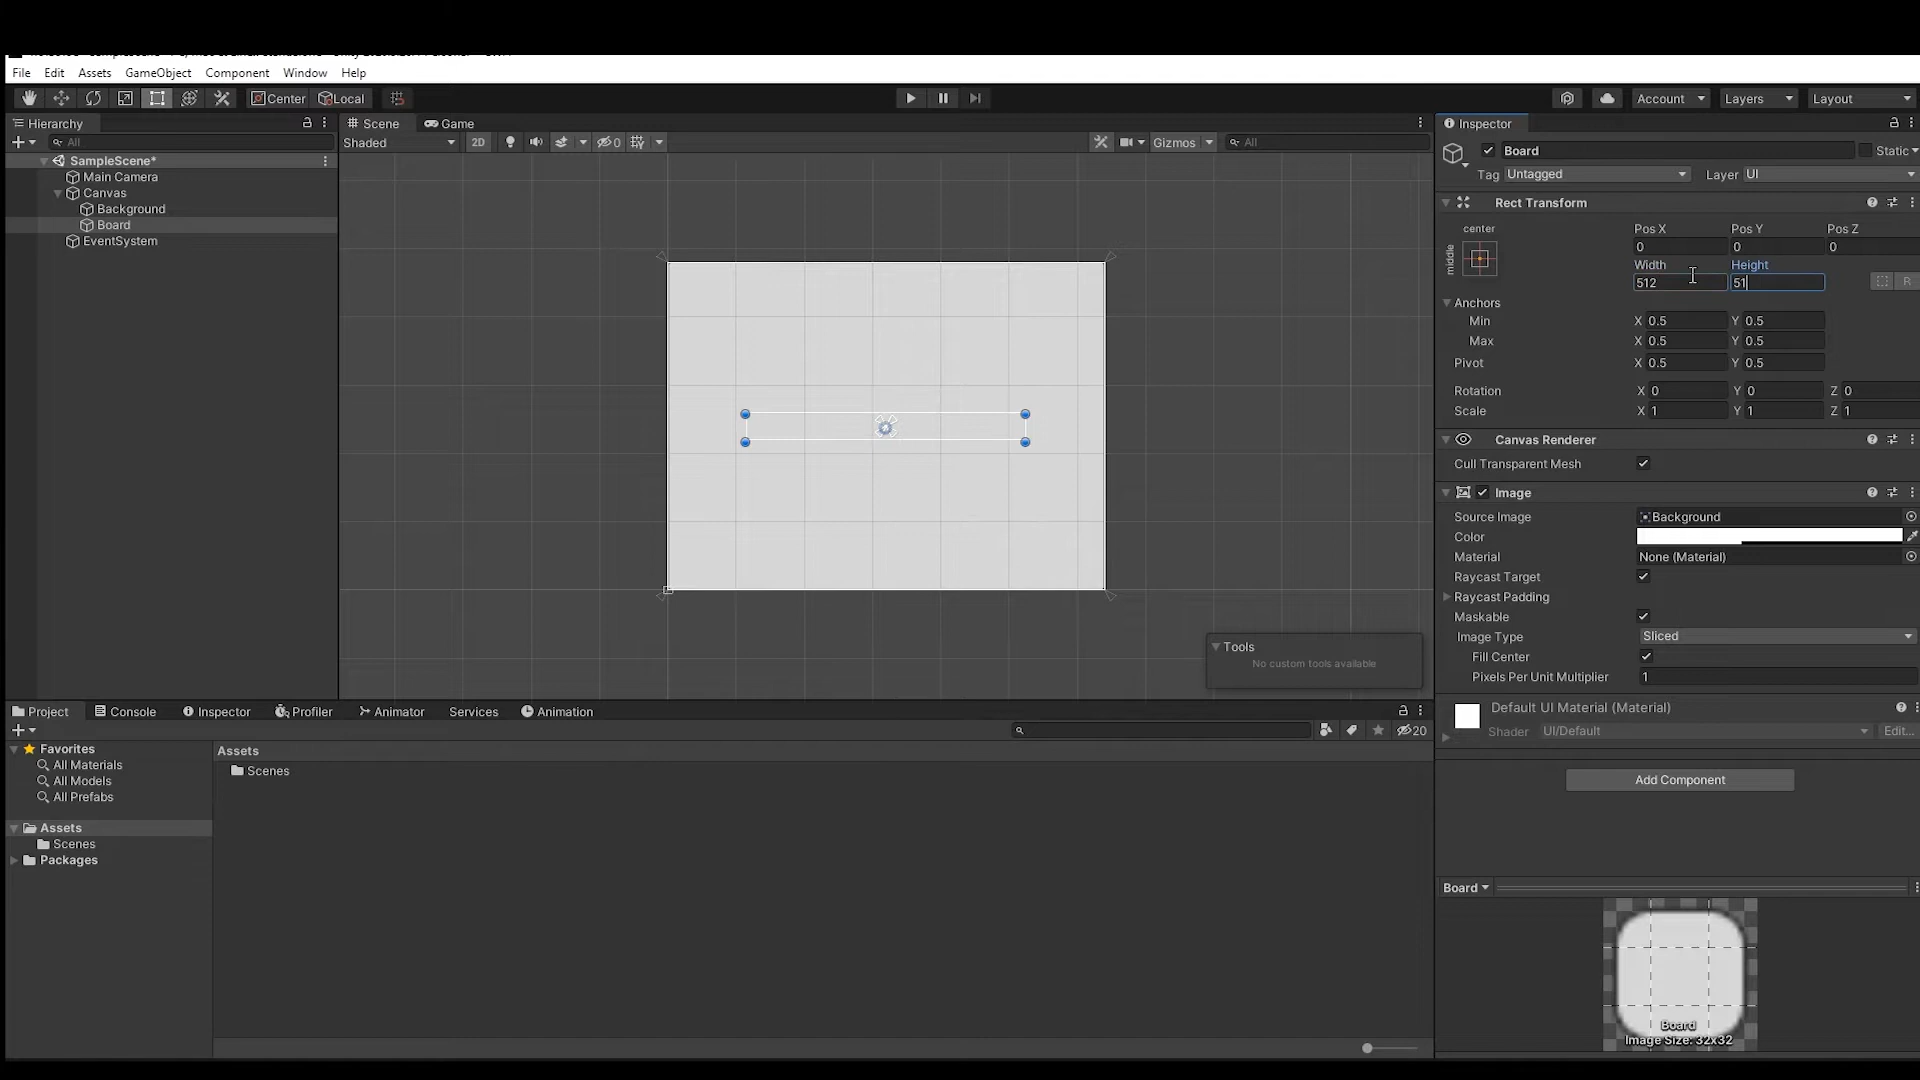 File Edit Assets GameObject Component Window Help
Center Local Account Layers Layout
Hierarchy
All
SampleScene*
Main Camera
Canvas
Background
Board
EventSystem
Scene Game
Shaded 2D 0 Gizmos All
Tools
No custom tools available
Inspector
Board Static
Tag Untagged Layer UI
Rect Transform
center
middle
Pos X Pos Y Pos Z
0 0 0
Width Height
512 51 R
Anchors
Min X 0.5 Y 0.5
Max X 0.5 Y 0.5
Pivot X 0.5 Y 0.5
Rotation X 0 Y 0 Z 0
Scale X 1 Y 1 Z 1
Canvas Renderer
Cull Transparent Mesh
Image
Source Image Background
Color
Material None (Material)
Raycast Target
Raycast Padding
Maskable
Image Type Sliced
Fill Center
Pixels Per Unit Multiplier 1
Default UI Material (Material)
Shader UI/Default Edit...
Add Component
Board
Board
Image Size: 32x32
Project Console Inspector Profiler Animator Services Animation
20
Favorites
All Materials
All Models
All Prefabs
Assets
Scenes
Packages
Assets
Scenes